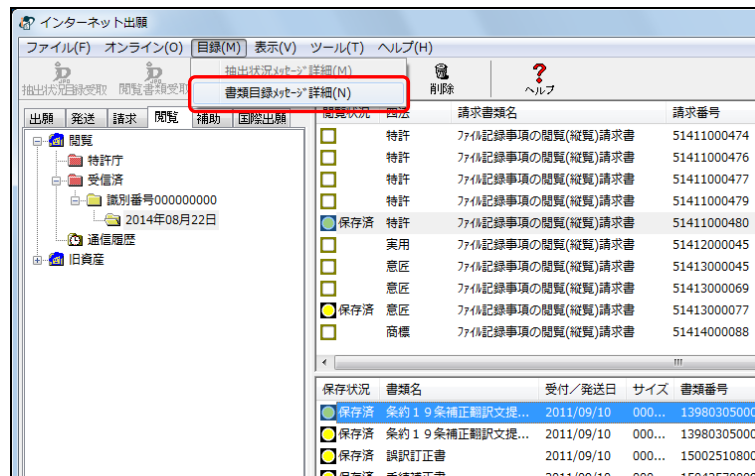 インターネット出願
ファイル(F) オンライン(O) 目録(M) 表示(V) ツール(T) ヘルプ(H)
抽出状況ﾒｯｾｰｼﾞ詳細(M)
書類目録ﾒｯｾｰｼﾞ詳細(N)
抽出状況目録受取 閲覧書類受取 削除 ヘルプ
出願 発送 請求 閲覧 補助 国際出願
閲覧
特許庁
受信済
識別番号000000000
2014年08月22日
通信履歴
旧資産
閲覧状況 四法 請求書類名 請求番号
特許 ﾌｧｲﾙ記録事項の閲覧(縦覧)請求書 51411000474
特許 ﾌｧｲﾙ記録事項の閲覧(縦覧)請求書 51411000476
特許 ﾌｧｲﾙ記録事項の閲覧(縦覧)請求書 51411000477
特許 ﾌｧｲﾙ記録事項の閲覧(縦覧)請求書 51411000479
保存済 特許 ﾌｧｲﾙ記録事項の閲覧(縦覧)請求書 51411000480
実用 ﾌｧｲﾙ記録事項の閲覧(縦覧)請求書 51412000045
意匠 ﾌｧｲﾙ記録事項の閲覧(縦覧)請求書 51413000045
意匠 ﾌｧｲﾙ記録事項の閲覧(縦覧)請求書 51413000069
保存済 意匠 ﾌｧｲﾙ記録事項の閲覧(縦覧)請求書 51413000077
商標 ﾌｧｲﾙ記録事項の閲覧(縦覧)請求書 51414000088
保存状況 書類名 受付／発送日 サイズ 書類番号
保存済 条約１９条補正翻訳文提... 2011/09/10 000... 13980305000
保存済 条約１９条補正翻訳文提... 2011/09/10 000... 13980305000
保存済 誤訳訂正書 2011/09/10 000... 15002510800